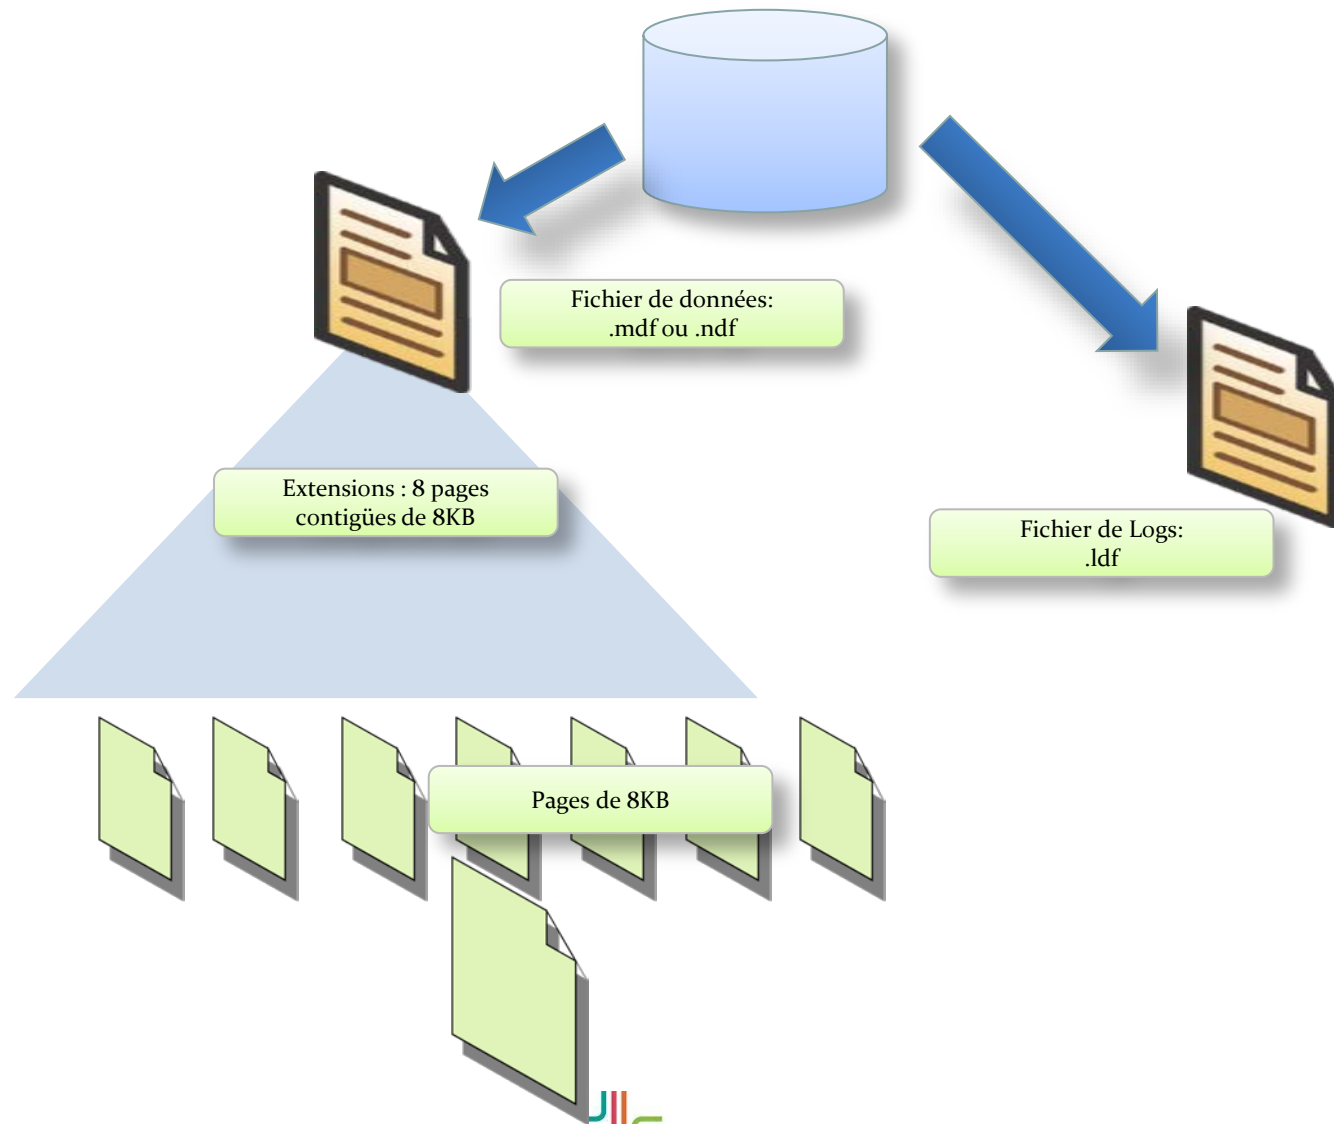 Fichier de données:
.mdf ou .ndf
Extensions : 8 pages
contigües de 8KB
Fichier de Logs:
.ldf
Pages de 8KB